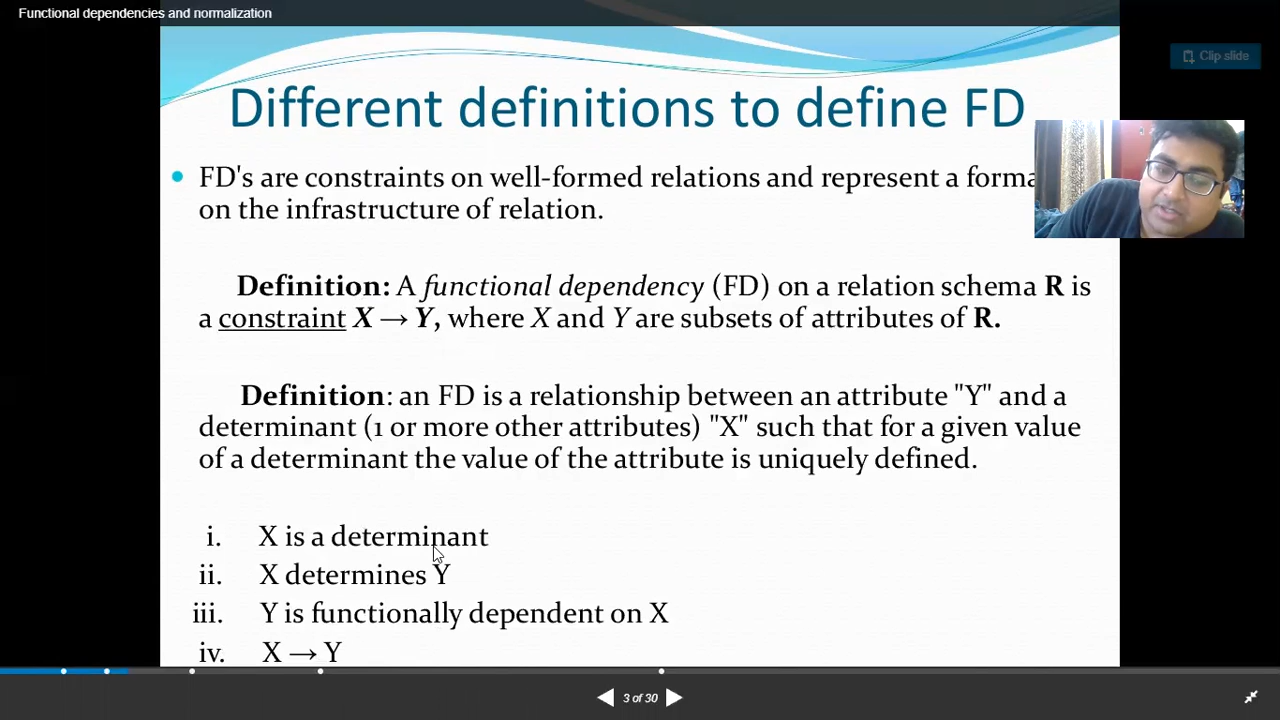 Functional dependencies and normalization
Clip slide
Different definitions to define FD
• FD's are constraints on well-formed relations and represent a
on the infrastructure of relation.
Definition: A functional dependency (FD) on a relation schema R is
a constraint X → Y, where X and Y are subsets of attributes of R.
Definition: an FD is a relationship between an attribute "Y" and a
determinant (1 or more other attributes) "X" such that for a given value
of a determinant the value of the attribute is uniquely defined.
i. X is a determinant
ii. X determines Y
iii. Y is functionally dependent on X
iv. X → Y
3 of 30